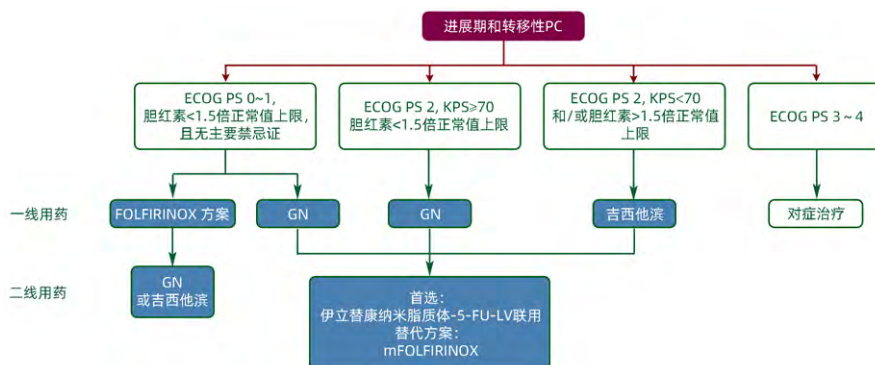 进展期和转移性PC
ECOG PS 0~1,
胆红素<1.5倍正常值上限,
且无主要禁忌证
ECOG PS 2, KPS≥70
胆红素<1.5倍正常值上限
ECOG PS 2, KPS<70
和/或胆红素>1.5倍正常值
上限
ECOG PS 3~4
一线用药
FOLFIRINOX 方案
GN
GN
吉西他滨
对症治疗
二线用药
GN
或吉西他滨
首选:
伊立替康纳米脂质体-5-FU-LV联用
替代方案:
mFOLFIRINOX